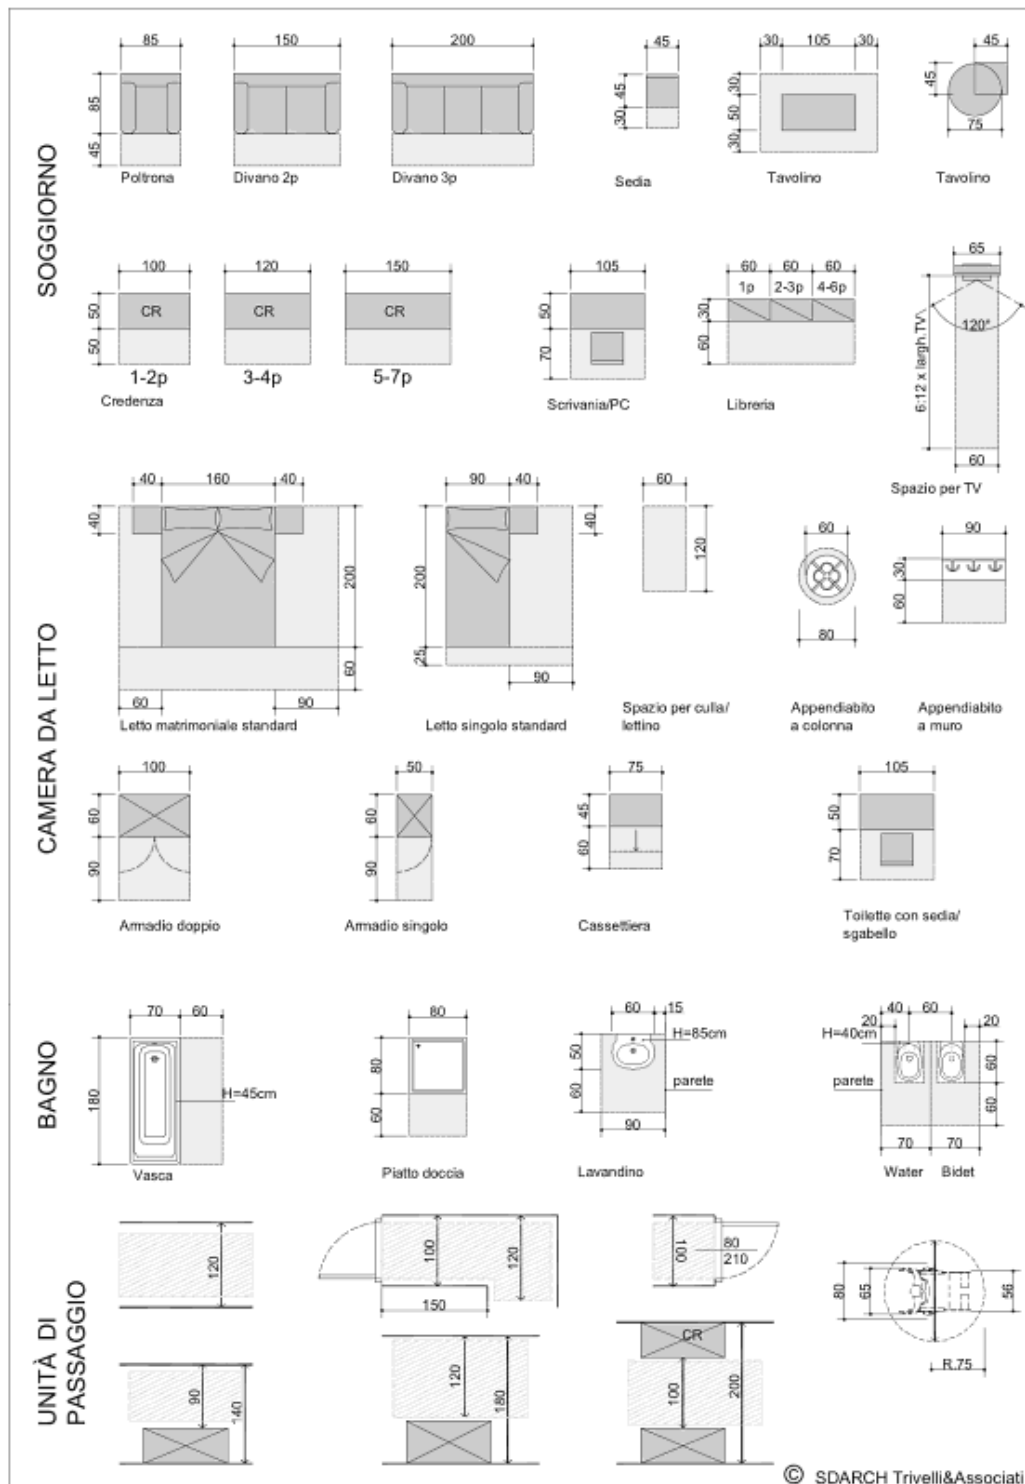 SOGGIORNO
85 150 200 45 30 105 30 45
85 45 45 30 30 50 30 45 75
Poltrona Divano 2p Divano 3p Sedia Tavolino Tavolino
100 120 150 105 60 60 60 65
1p 2-3p 4-6p
50 CR CR CR 50 30 120°
50 70 60 6:12 x largh.TV
1-2p 3-4p 5-7p
Credenza Scrivania/PC Libreria 60
Spazio per TV
CAMERA DA LETTO
40 160 40 90 40 60 60 90
40 200 200 40 120 30
60 25 80 60
60 90 90
Letto matrimoniale standard Letto singolo standard Spazio per culla/ Appendiabito Appendiabito
lettino a colonna a muro
100 50 75 105
60 60 45 50
90 90 60 70
Armadio doppio Armadio singolo Cassettiera Toilette con sedia/
sgabello
BAGNO
70 60 80 60 15 40 60
20 20
H=85cm H=40cm
180 H=45cm 80 50 60
60 60 parete parete 60
90 70 70
Vasca Piatto doccia Lavandino Water Bidet
UNITÀ DI
PASSAGGIO
120 100 120 100 80
210
150 80 65 56
R.75
CR
90 140 120 180 100 200
© SDARCH Trivelli&Associati